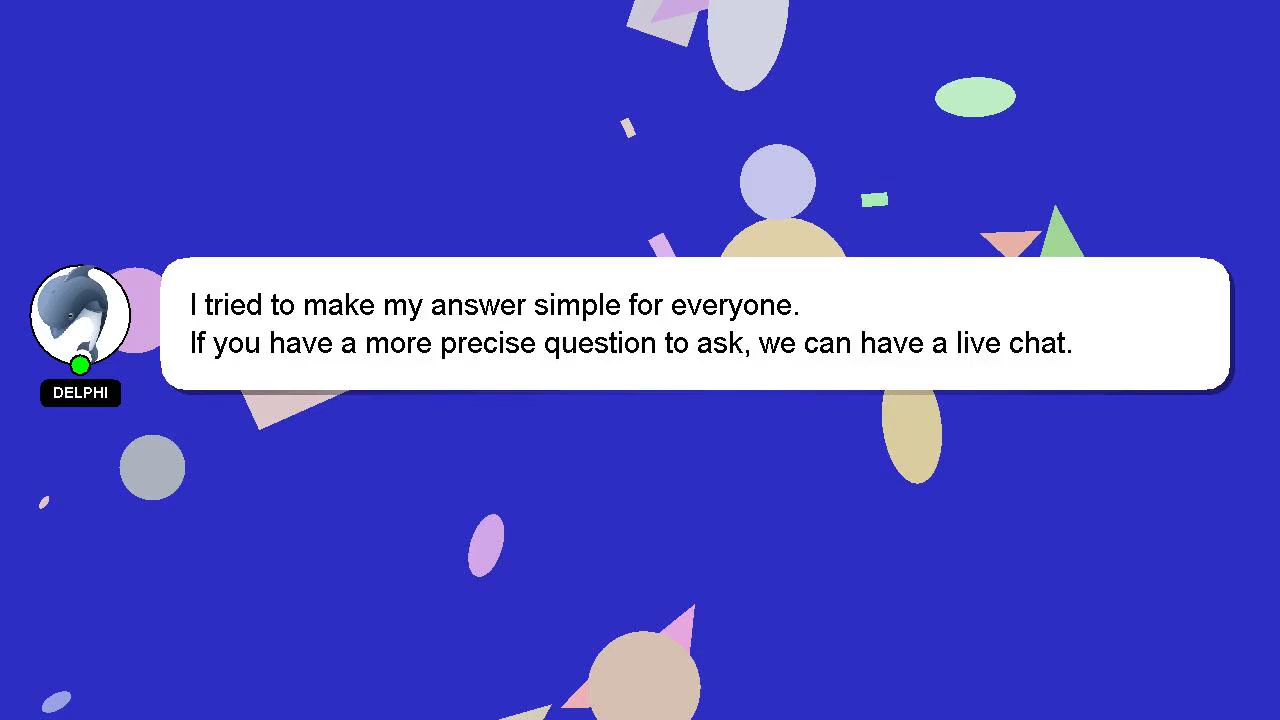 I tried to make my answer simple for everyone.
If you have a more precise question to ask, we can have a live chat.
DELPHI